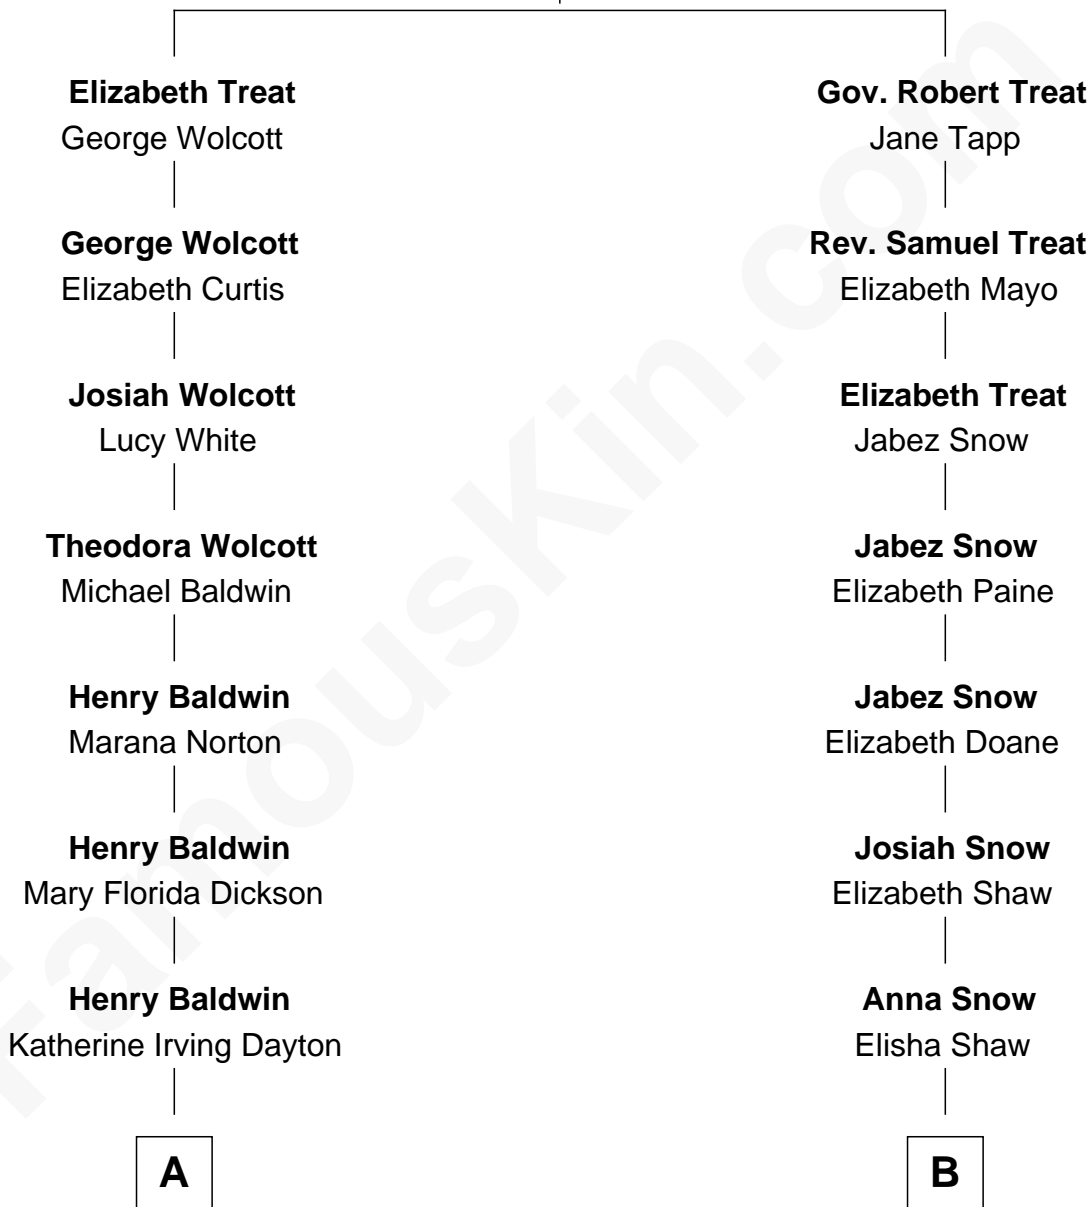 Elizabeth Treat
George Wolcott
Gov. Robert Treat
Jane Tapp
George Wolcott
Elizabeth Curtis
Rev. Samuel Treat
Elizabeth Mayo
Josiah Wolcott
Lucy White
Elizabeth Treat
Jabez Snow
Theodora Wolcott
Michael Baldwin
Jabez Snow
Elizabeth Paine
Henry Baldwin
Marana Norton
Jabez Snow
Elizabeth Doane
Henry Baldwin
Mary Florida Dickson
Josiah Snow
Elizabeth Shaw
Henry Baldwin
Katherine Irving Dayton
Anna Snow
Elisha Shaw
A
B
FamousKin.com